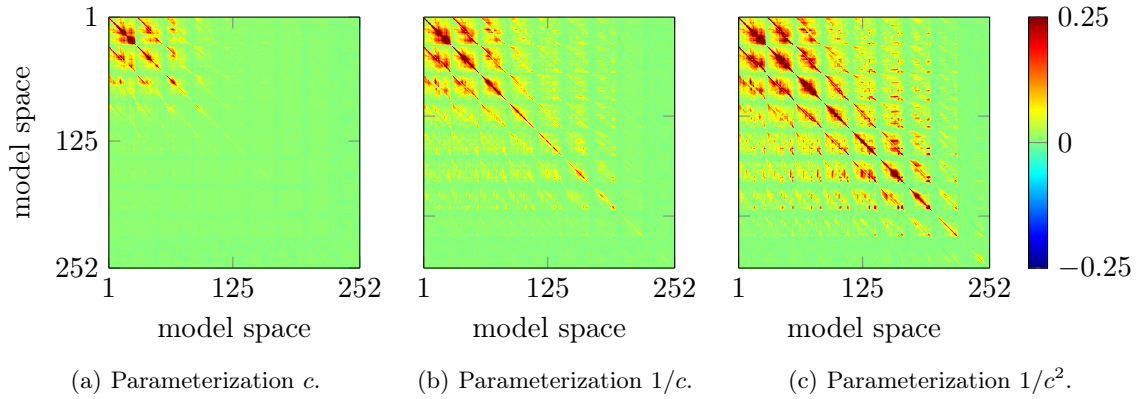 1
125
252
model space
1 125 252
model space
1 125 252
model space
1 125 252
model space
0.25
0
−0.25
(a) Parameterization c.
(b) Parameterization 1/c.
(c) Parameterization 1/c².